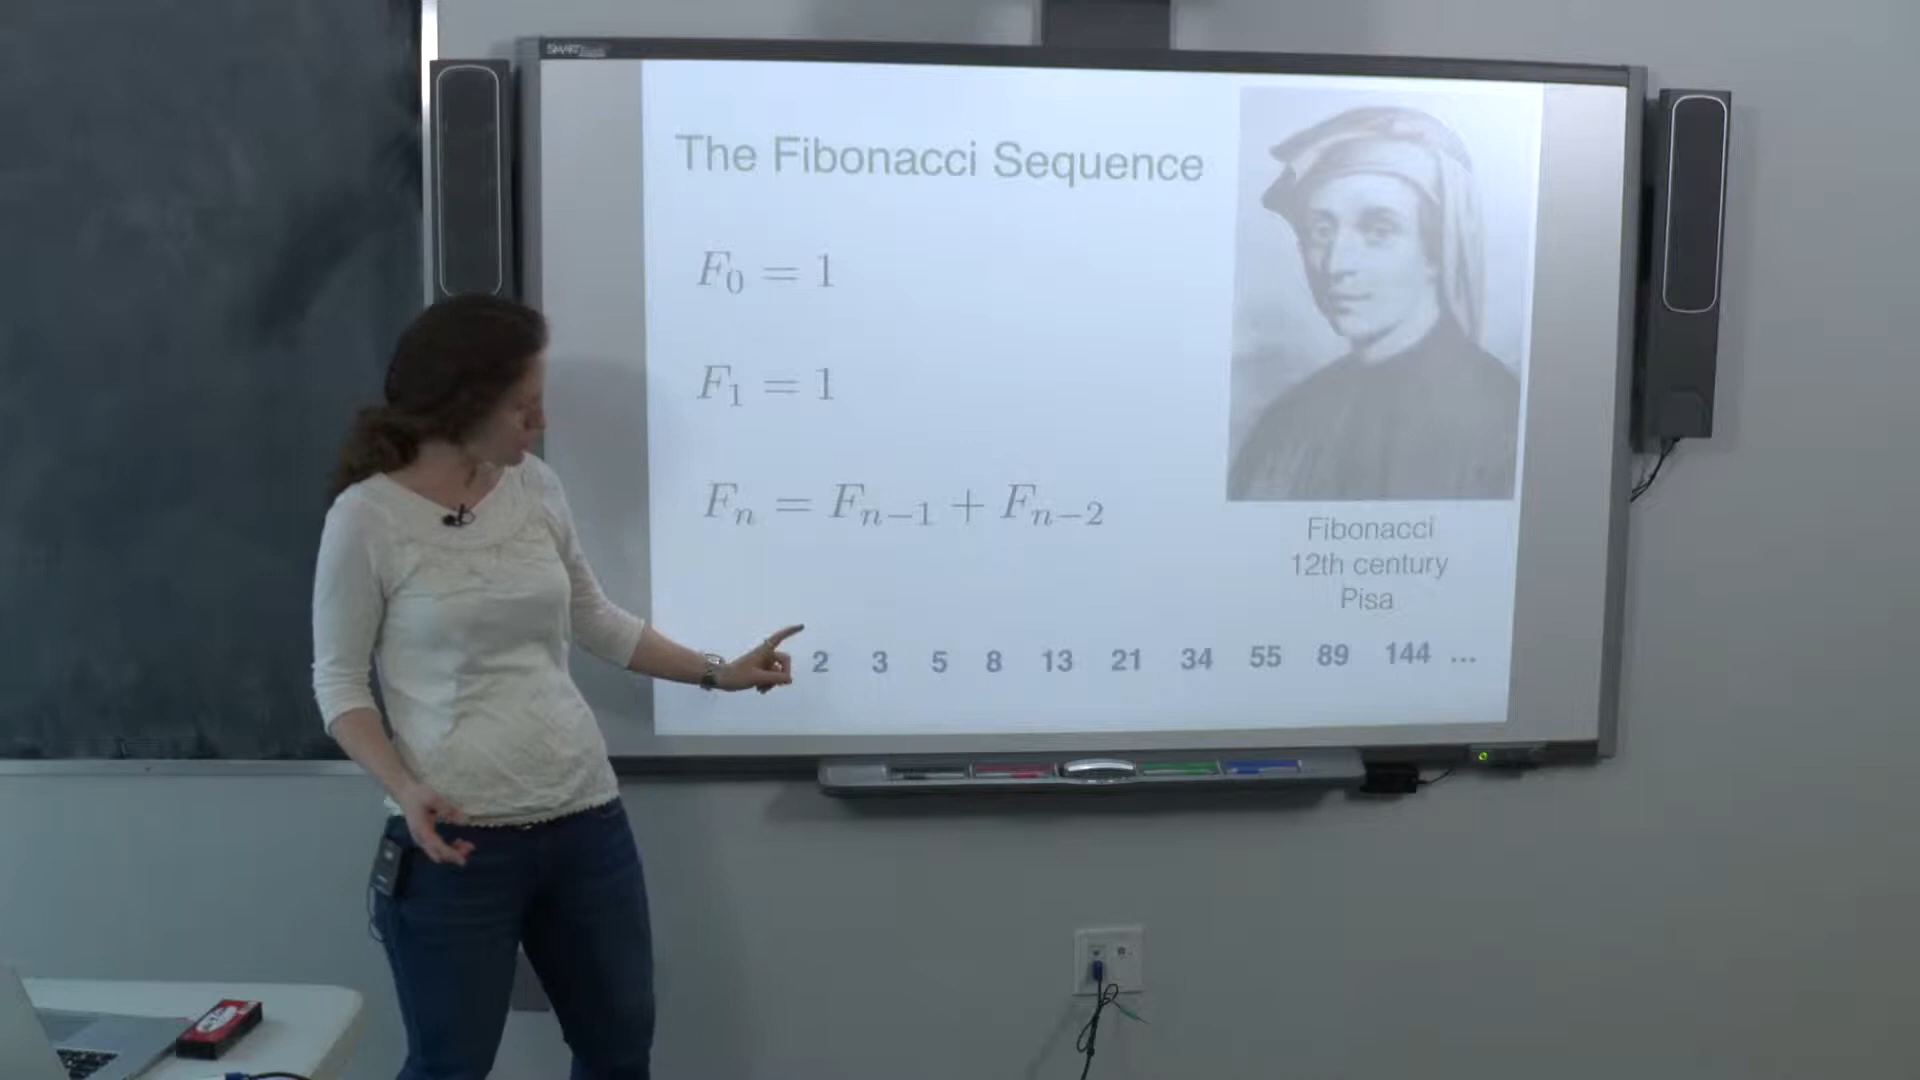 SMART
The Fibonacci Sequence
F₀ = 1
F₁ = 1
Fₙ = Fₙ₋₁ + Fₙ₋₂
Fibonacci
12th century
Pisa
2 3 5 8 13 21 34 55 89 144 ...